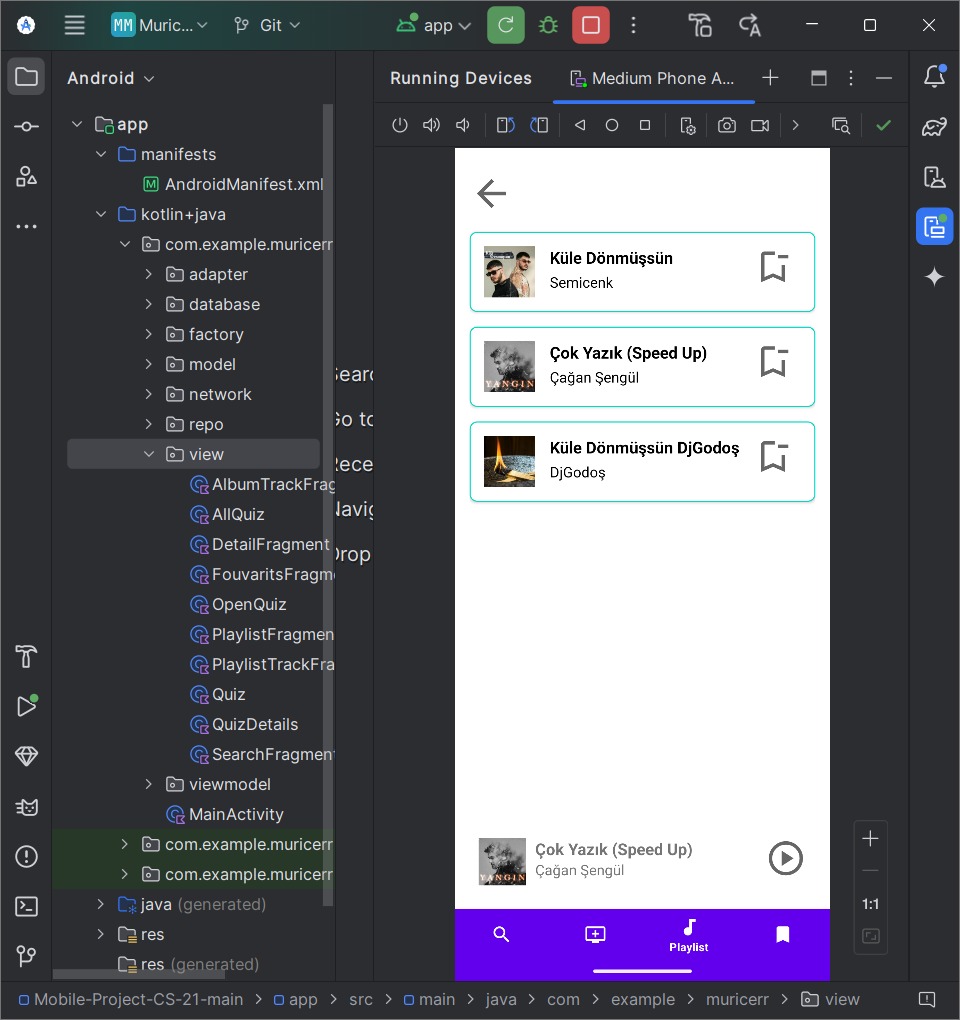 MM Muric... Git app
Android
Running Devices Medium Phone A...
app
manifests
AndroidManifest.xml
kotlin+java
com.example.muricerr
adapter
database
factory
model
network
repo
view
AlbumTrackFrag
AllQuiz
DetailFragment
FouvaritsFragm
OpenQuiz
PlaylistFragmen
PlaylistTrackFra
Quiz
QuizDetails
SearchFragment
viewmodel
MainActivity
com.example.muricerr
com.example.muricerr
java (generated)
res
res (generated)
Searc
Go to
Rece
Navig
Drop
Küle Dönmüşsün
Semicenk
Çok Yazık (Speed Up)
Çağan Şengül
YANGIN
Küle Dönmüşsün DjGodoş
DjGodoş
Çok Yazık (Speed Up)
Çağan Şengül
YANGIN
Playlist
1:1
Mobile-Project-CS-21-main > app > src > main > java > com > example > muricerr > view